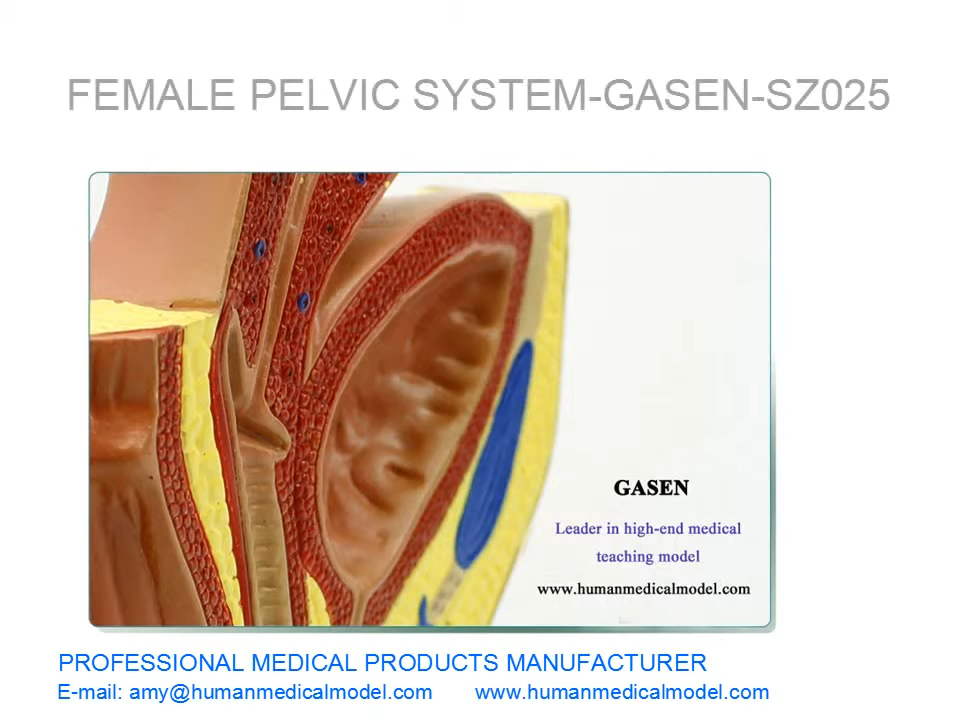 FEMALE PELVIC SYSTEM-GASEN-SZ025
GASEN
Leader in high-end medical
teaching model
www.humanmedicalmodel.com
PROFESSIONAL MEDICAL PRODUCTS MANUFACTURER
E-mail: amy@humanmedicalmodel.com www.humanmedicalmodel.com